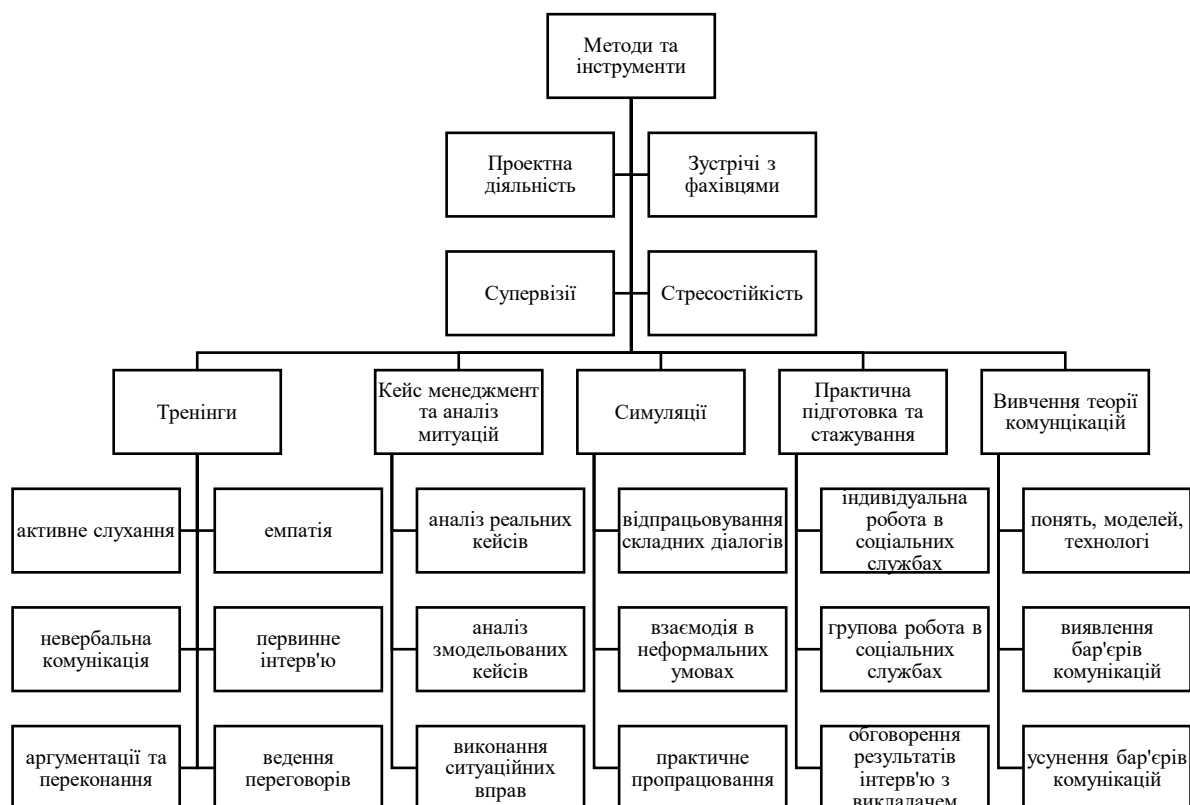 Методи та
інструменти
Проектна
діяльність
Зустрічі з
фахівцями
Супервізії
Стресостійкість
Тренінги
Кейс менеджмент
та аналіз
митуацій
Симуляції
Практична
підготовка та
стажування
Вивчення теорії
комунцікацій
активне слухання
емпатія
аналіз реальних
кейсів
відпрацьовування
складних діалогів
індивідуальна
робота в
соціальних
службах
понять, моделей,
технологі
невербальна
комунікація
первинне
інтерв'ю
аналіз
змодельованих
кейсів
взаємодія в
неформальних
умовах
групова робота в
соціальних
службах
виявлення
бар'єрів
комунікацій
аргументації та
переконання
ведення
переговорів
виконання
ситуаційних
вправ
практичне
пропрацювання
обговорення
результатів
інтерв'ю з
викладачем
усунення бар'єрів
комунікацій